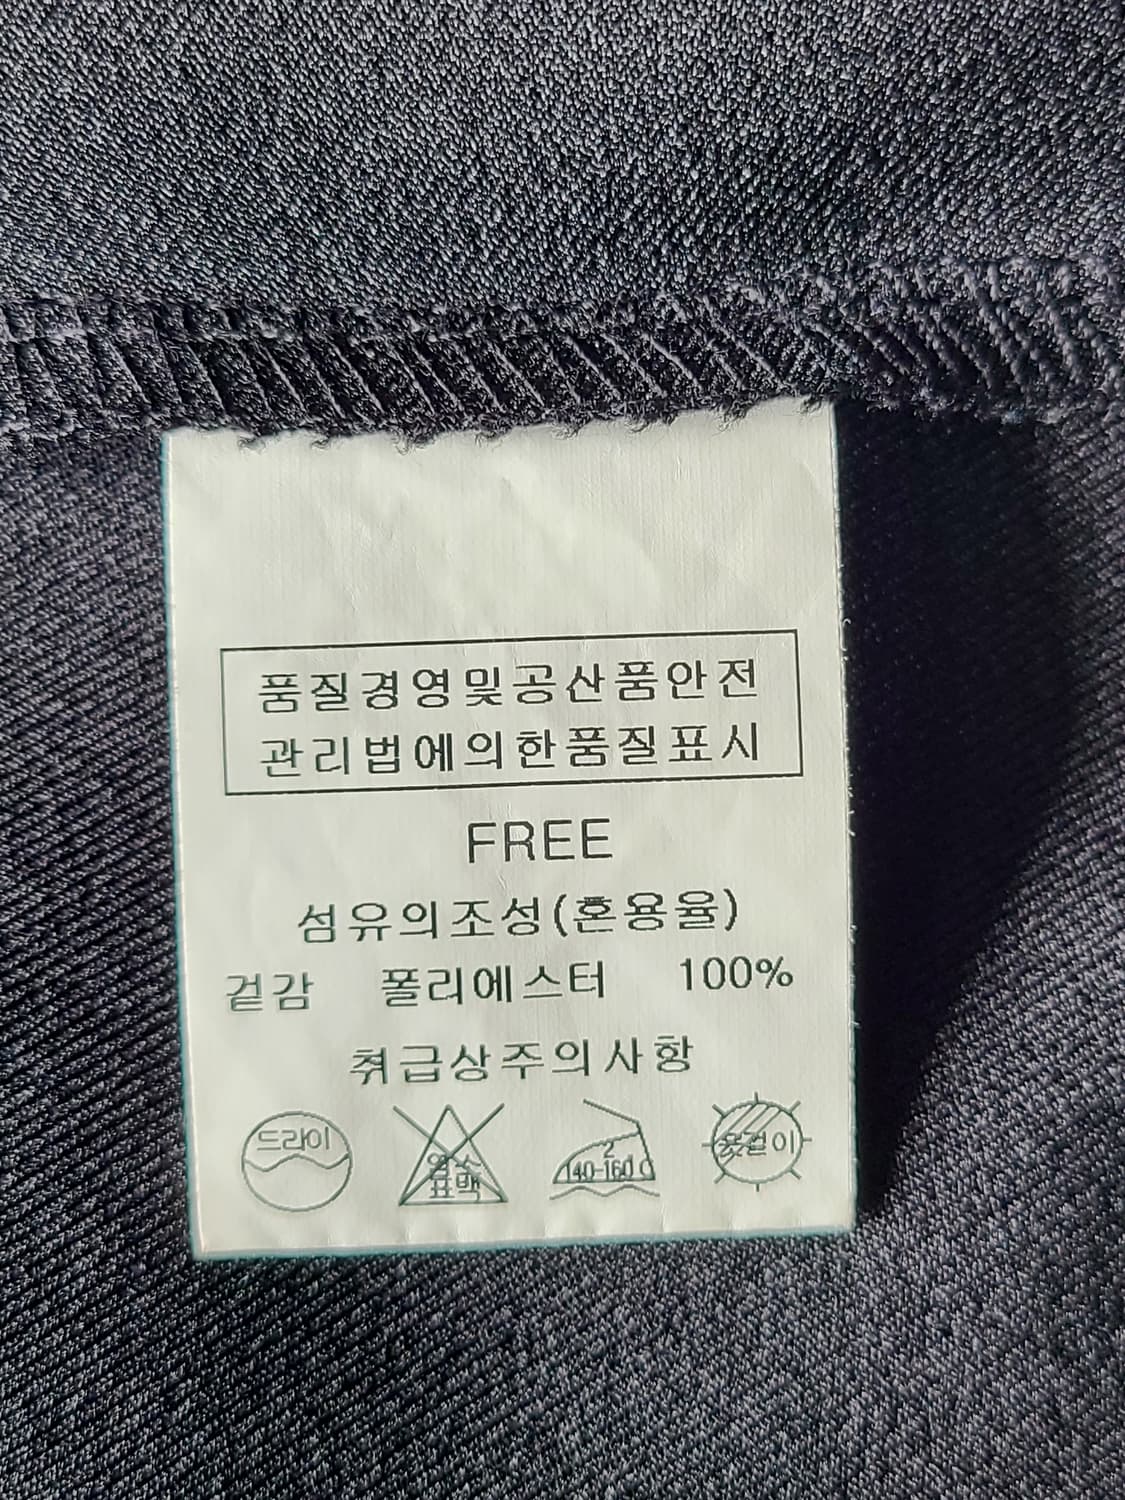 품질경영및공산품안전
관리법에의한품질표시
FREE
섬유의조성(혼용율)
겉감 폴리에스터 100%
취급상주의사항
드라이
염소
표백
2
140-160 C
옷걸이